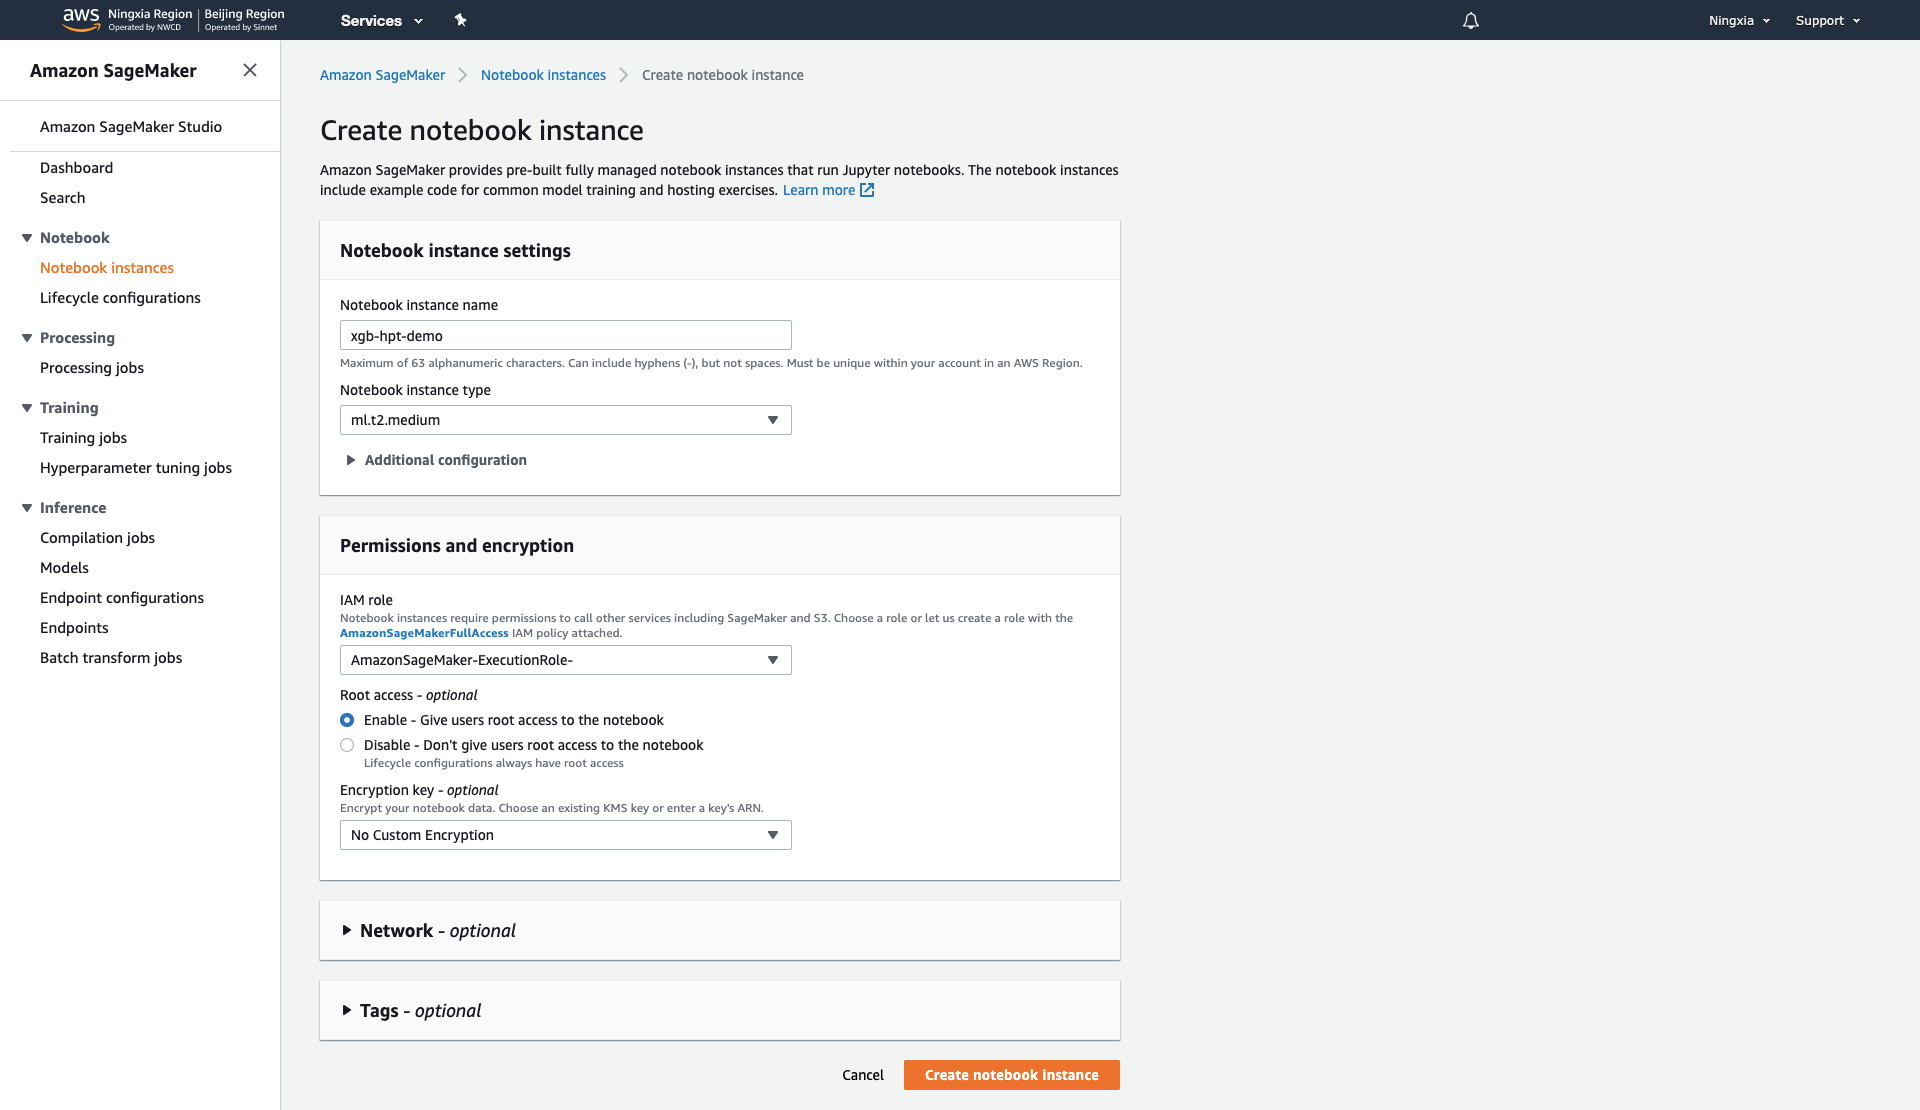 aws Ningxia Region Operated by NWCD Beijing Region Operated by Sinnet Services Ningxia Support
Amazon SageMaker
Amazon SageMaker Studio
Dashboard
Search
Notebook
Notebook instances
Lifecycle configurations
Processing
Processing jobs
Training
Training jobs
Hyperparameter tuning jobs
Inference
Compilation jobs
Models
Endpoint configurations
Endpoints
Batch transform jobs
Amazon SageMaker Notebook instances Create notebook instance
Create notebook instance
Amazon SageMaker provides pre-built fully managed notebook instances that run Jupyter notebooks. The notebook instances
include example code for common model training and hosting exercises. Learn more
Notebook instance settings
Notebook instance name
xgb-hpt-demo
Maximum of 63 alphanumeric characters. Can include hyphens (-), but not spaces. Must be unique within your account in an AWS Region.
Notebook instance type
ml.t2.medium
Additional configuration
Permissions and encryption
IAM role
Notebook instances require permissions to call other services including SageMaker and S3. Choose a role or let us create a role with the
AmazonSageMakerFullAccess IAM policy attached.
AmazonSageMaker-ExecutionRole-
Root access - optional
Enable - Give users root access to the notebook
Disable - Don't give users root access to the notebook
Lifecycle configurations always have root access
Encryption key - optional
Encrypt your notebook data. Choose an existing KMS key or enter a key's ARN.
No Custom Encryption
Network - optional
Tags - optional
Cancel Create notebook instance